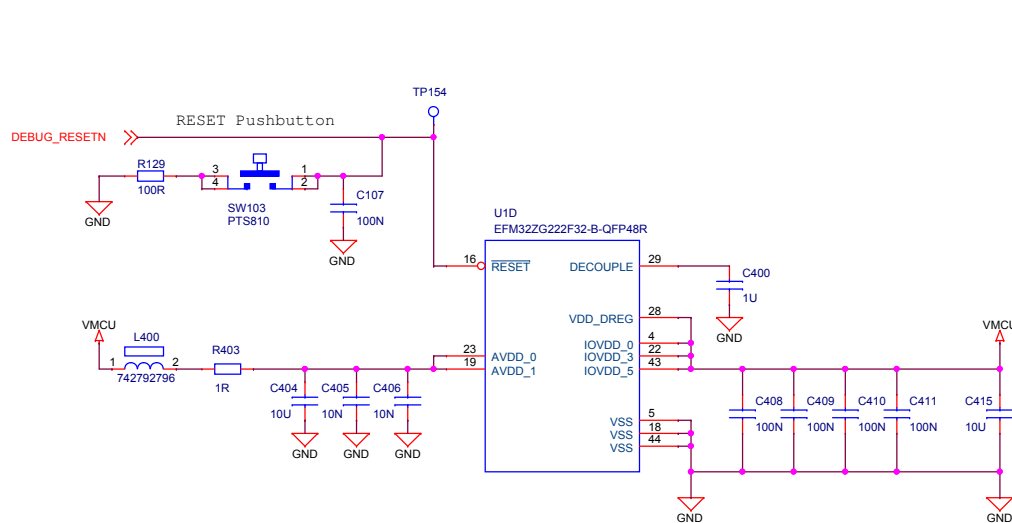 TP154
RESET Pushbutton
DEBUG_RESETN
R129
100R
3
4
1
2
SW103
PTS810
C107
100N
GND
GND
U1D
EFM32ZG222F32-B-QFP48R
16
RESET
DECOUPLE
29
C400
1U
GND
VDD_DREG
28
IOVDD_0
4
IOVDD_3
22
IOVDD_5
43
VMCU
L400
1
2
742792796
R403
1R
23
AVDD_0
19
AVDD_1
C404
10U
C405
10N
C406
10N
GND
GND
GND
VSS
5
VSS
18
VSS
44
VMCU
C408
100N
C409
100N
C410
100N
C411
100N
C415
10U
GND
GND